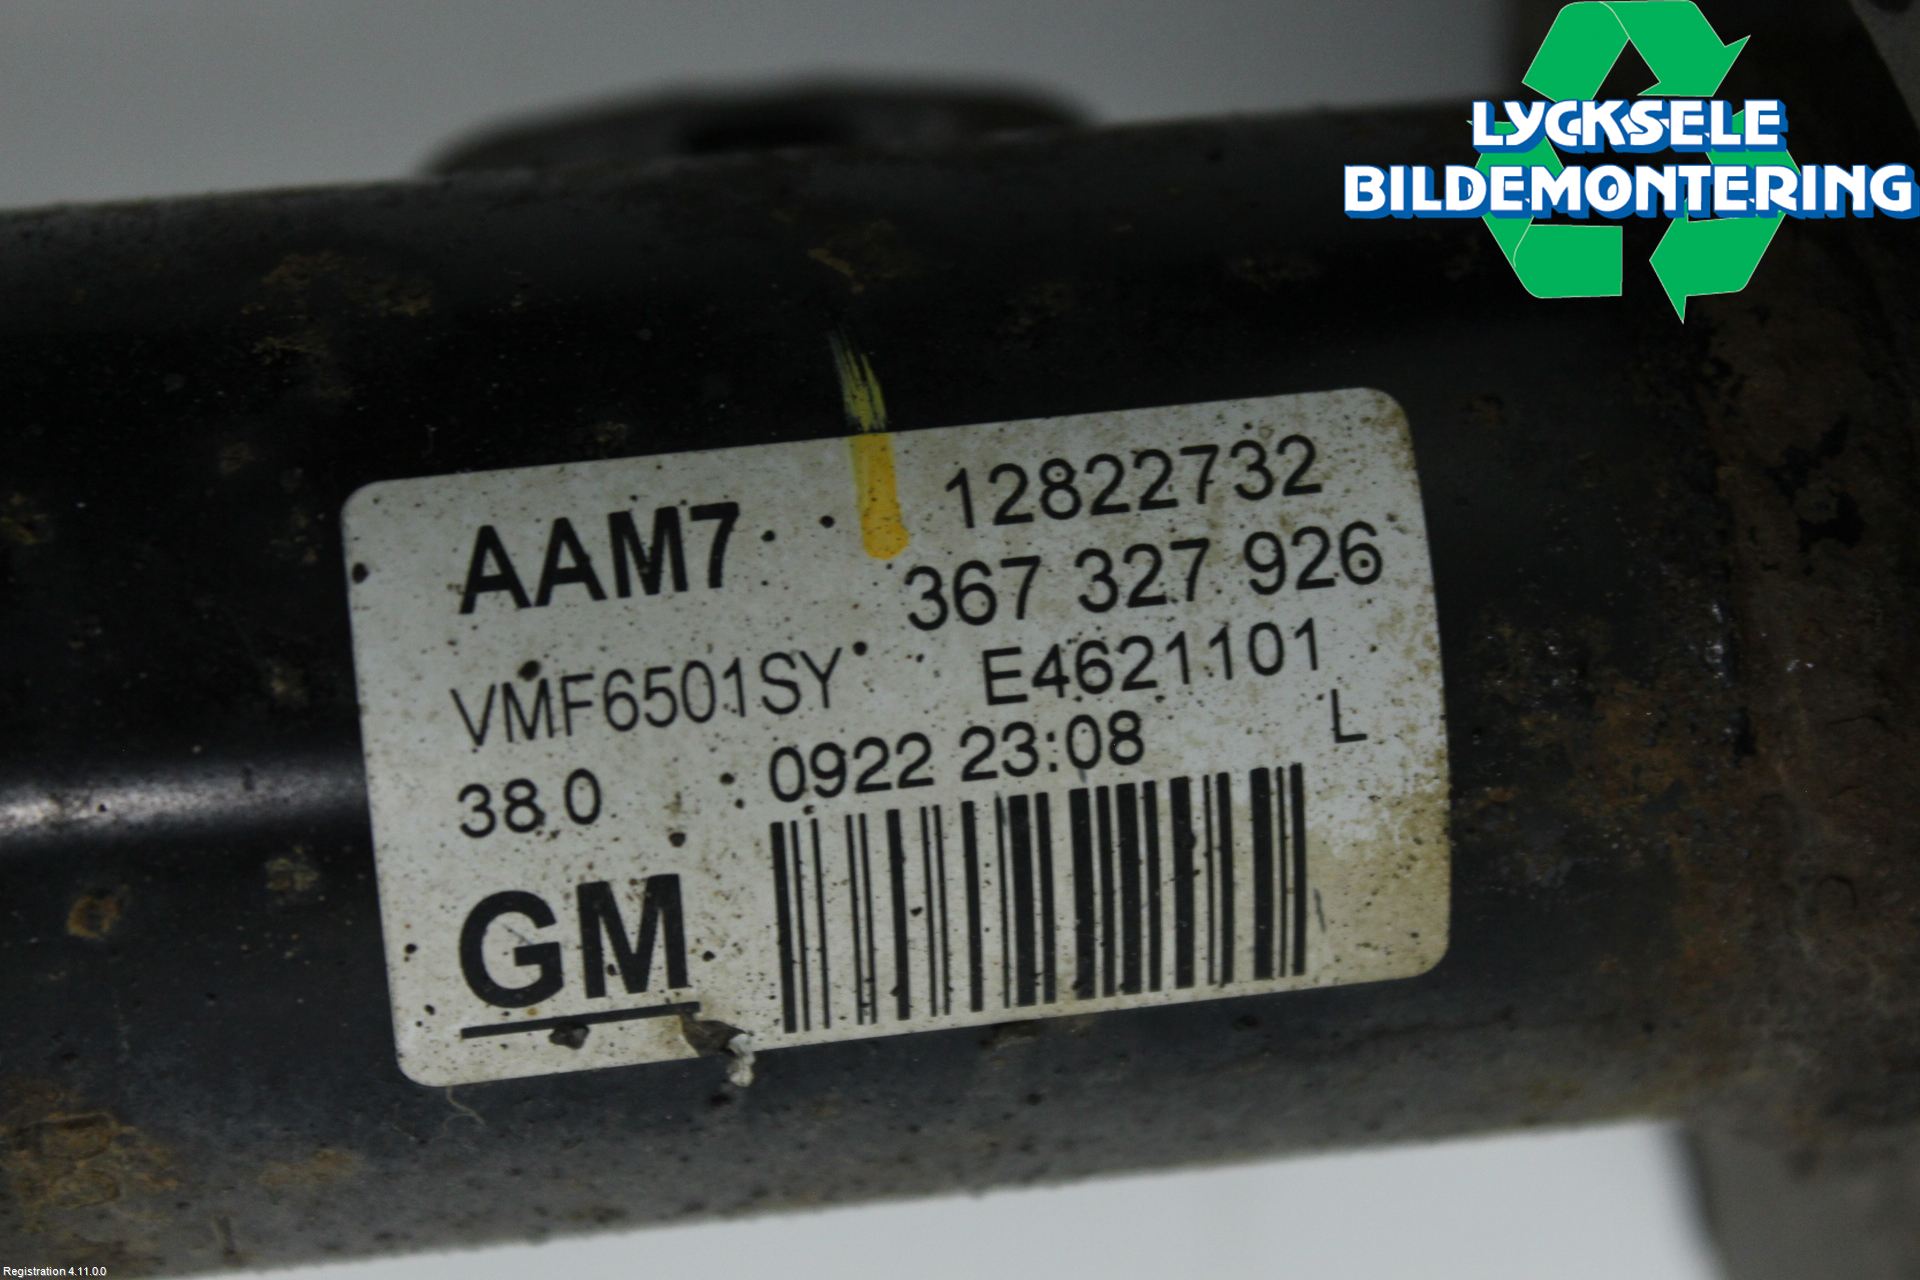 LYCKSELE
BILDEMONTERING
AAM7 12822732
367 327 926
VMF6501SY E4621101
38.0 0922 23:08 L
GM
Registration 4.11.0.0